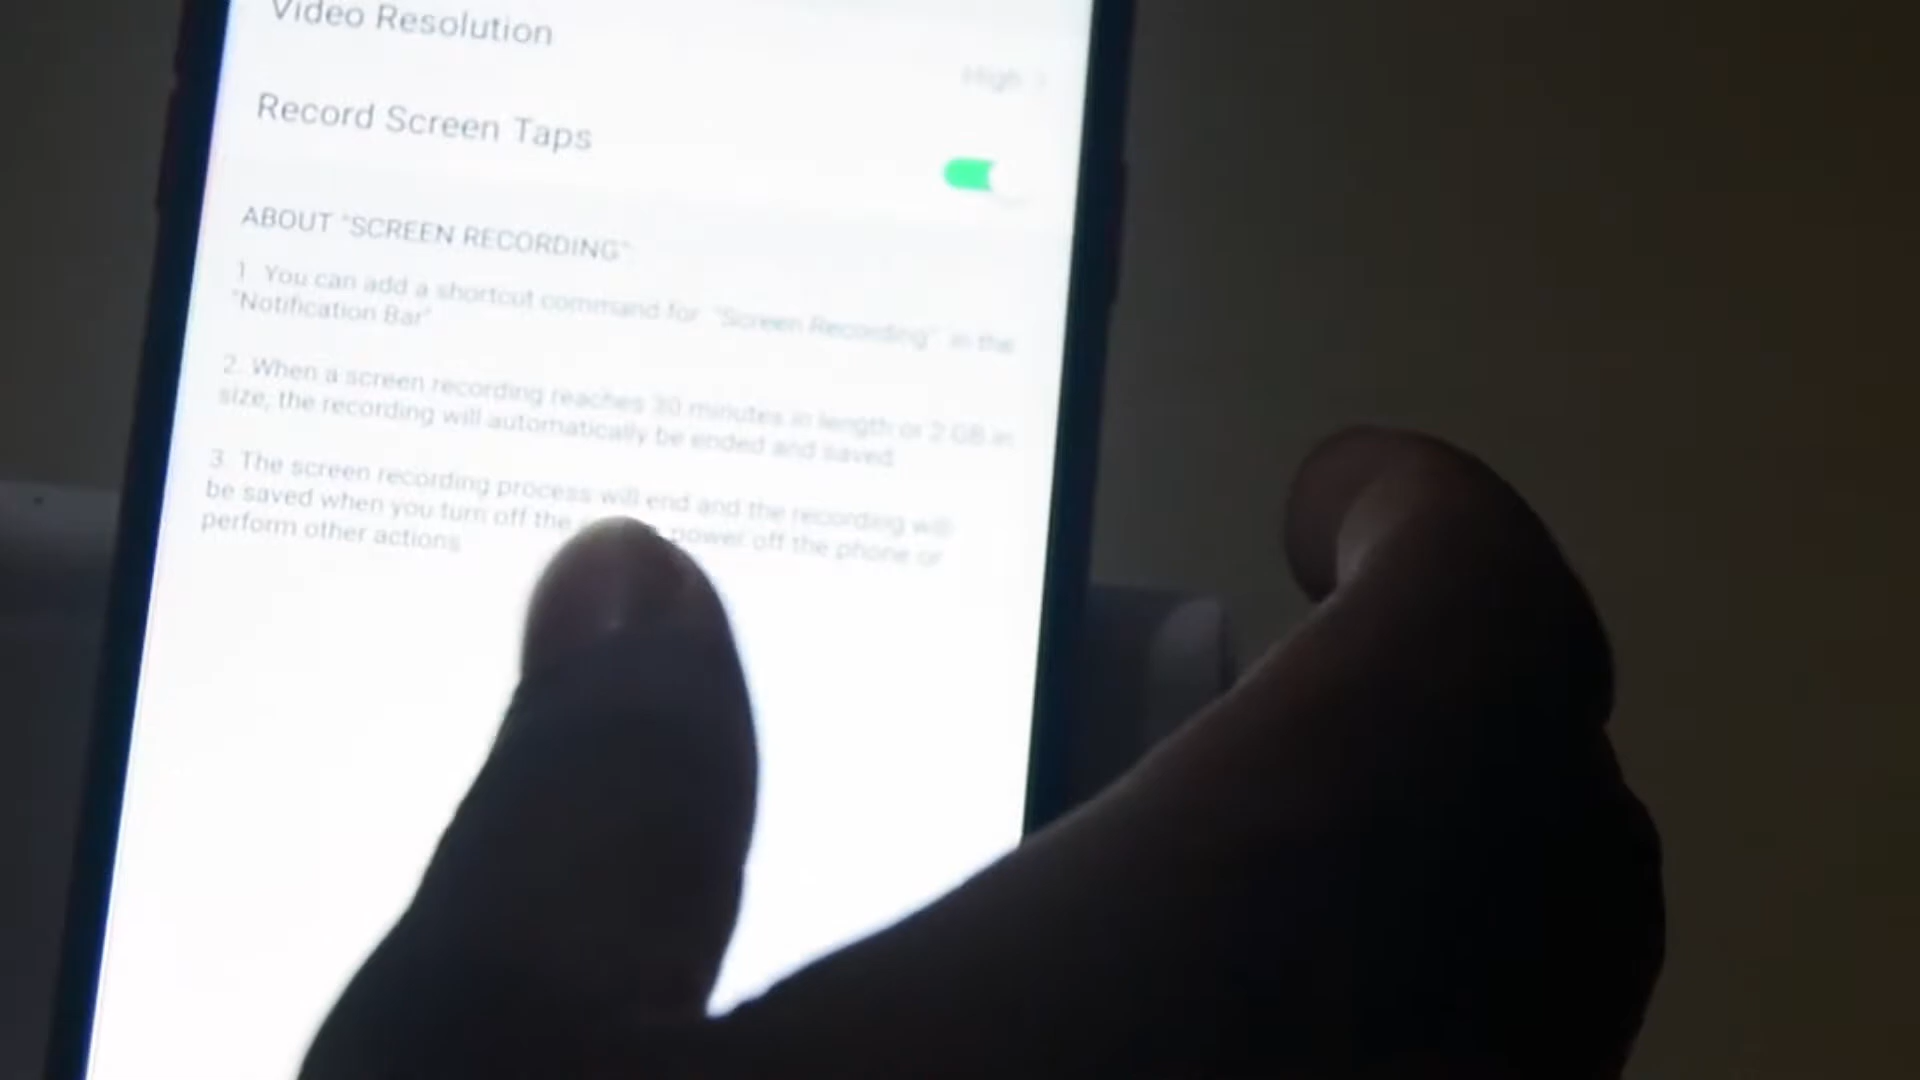 Video Resolution
High
Record Screen Taps
ABOUT "SCREEN RECORDING":
1. You can add a shortcut command for "Screen Recording" in the
"Notification Bar"
2. When a screen recording reaches 30 minutes in length or 2 GB in
size, the recording will automatically be ended and saved
3. The screen recording process will end and the recording will
be saved when you turn off the power off the phone or
perform other actions